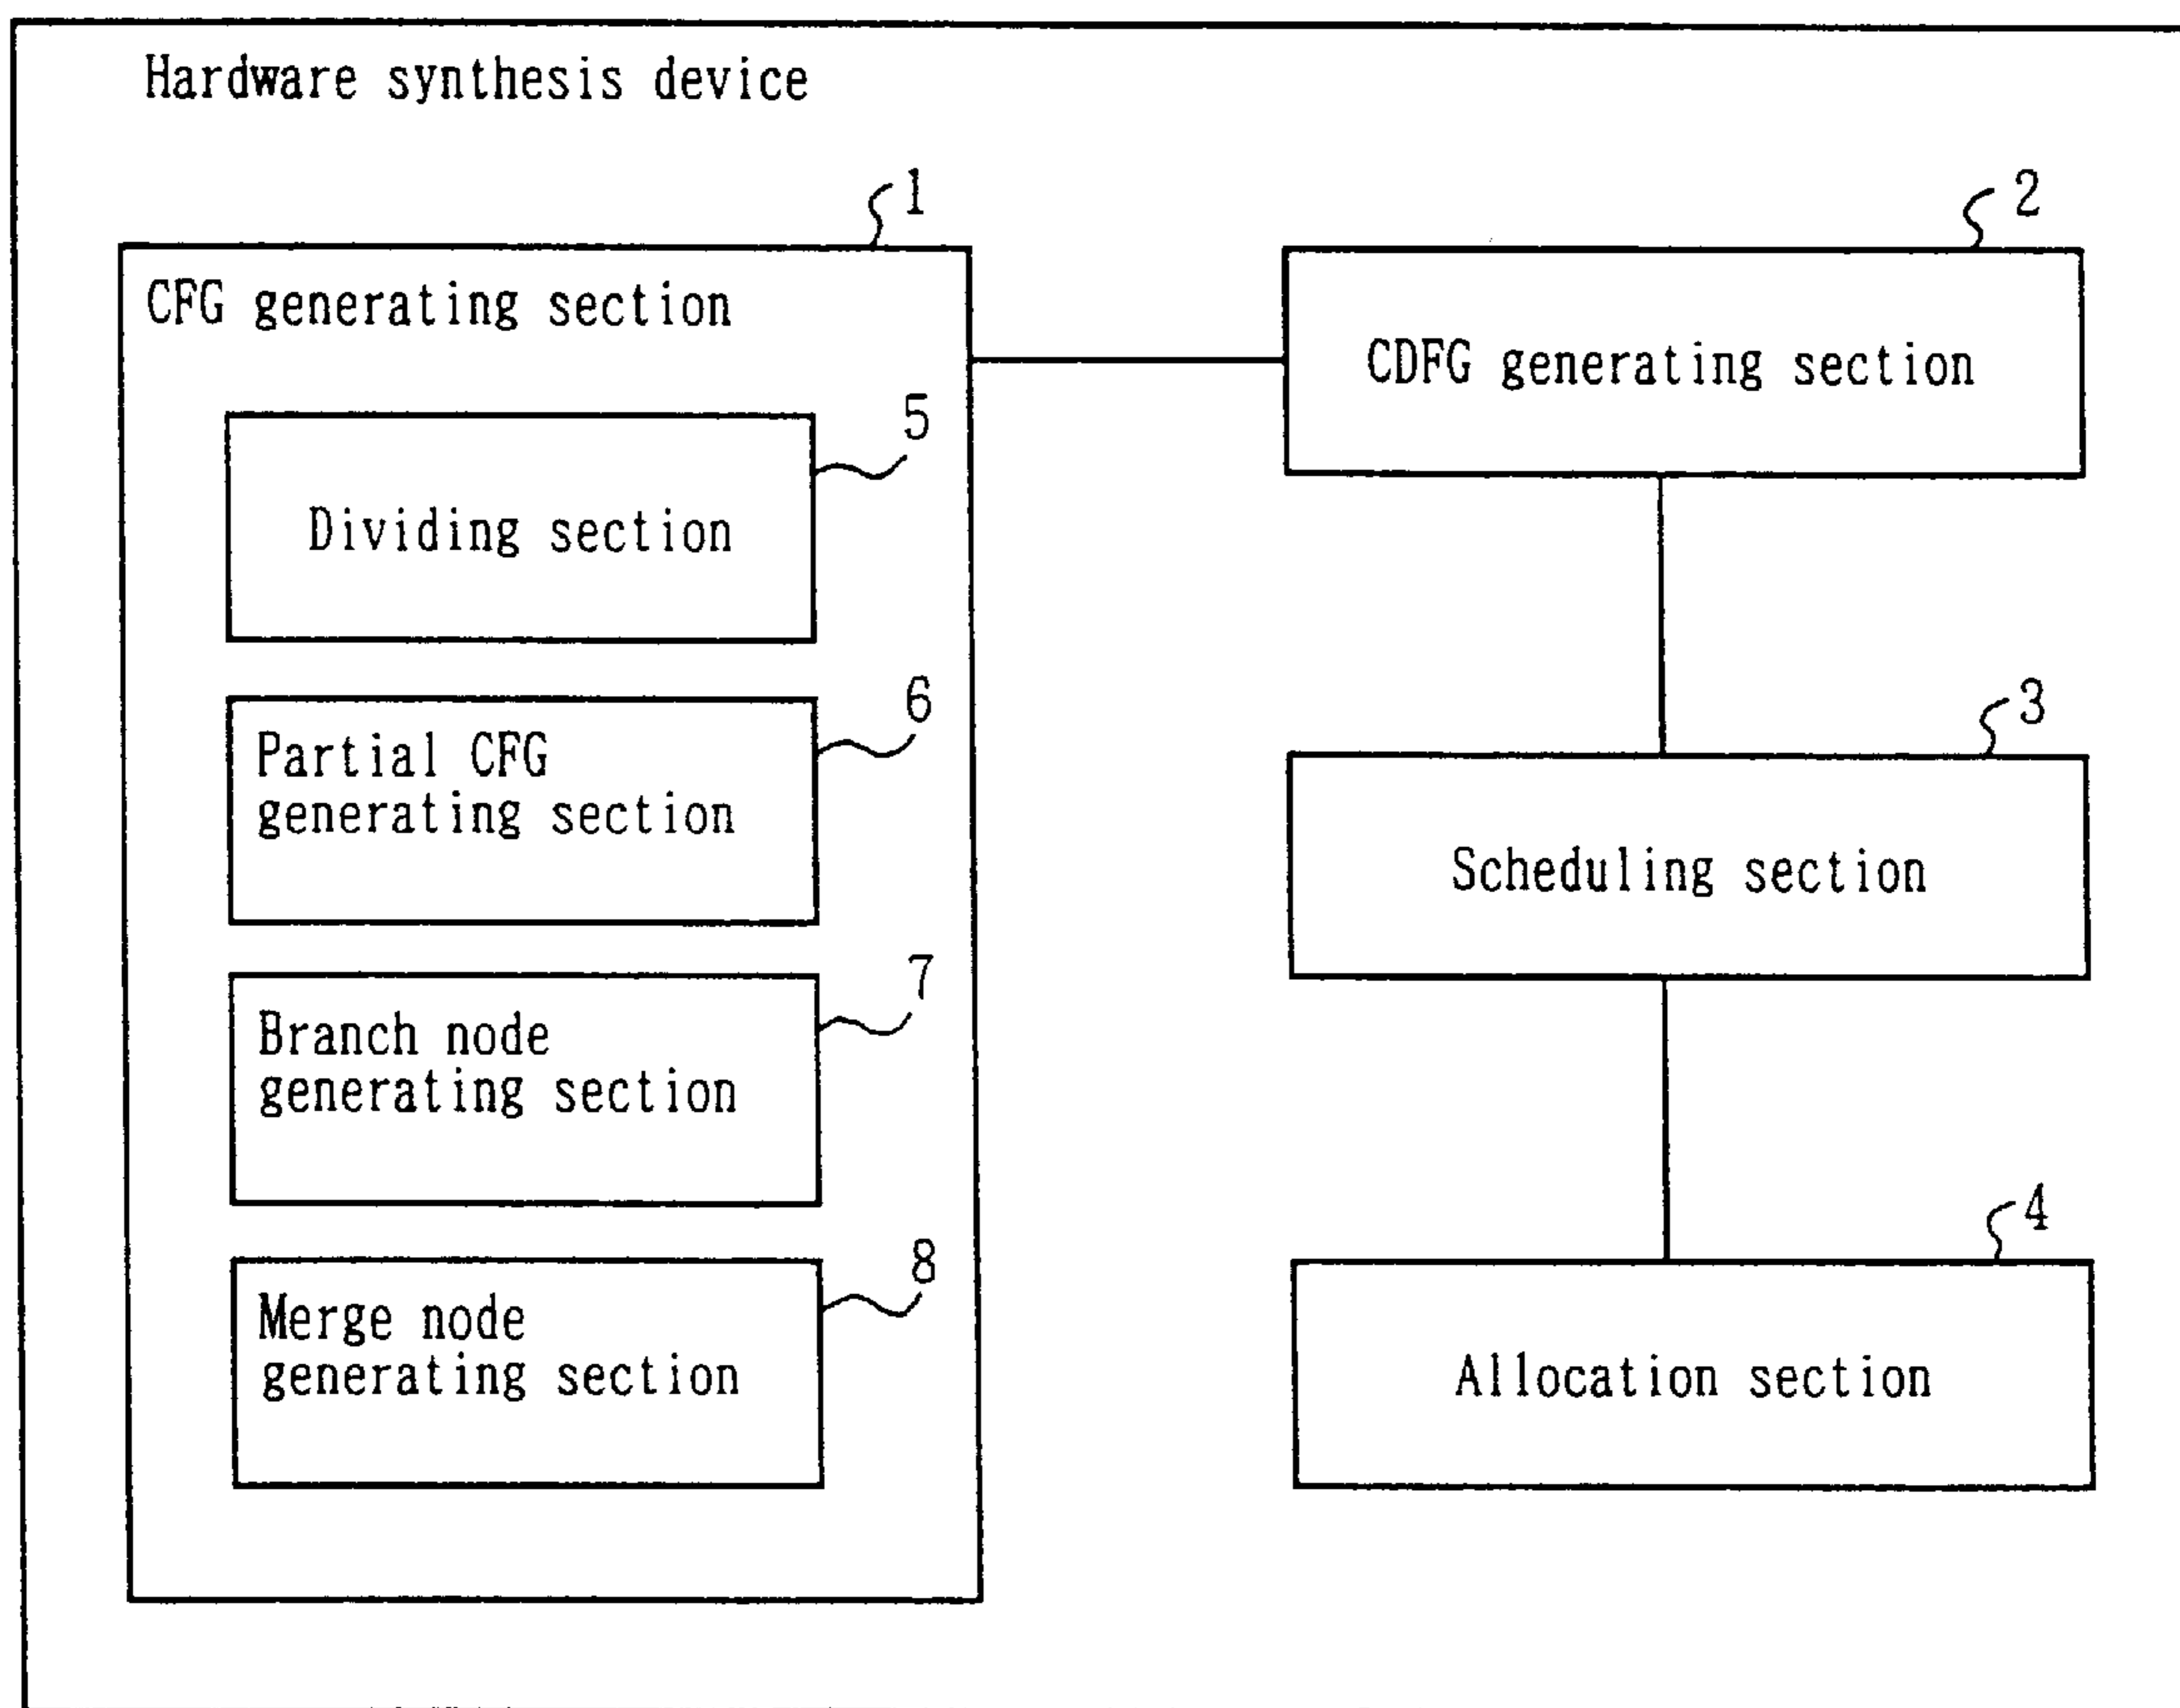 Hardware synthesis device
1
CFG generating section
5
Dividing section
6
Partial CFG
generating section
7
Branch node
generating section
8
Merge node
generating section
2
CDFG generating section
3
Scheduling section
4
Allocation section